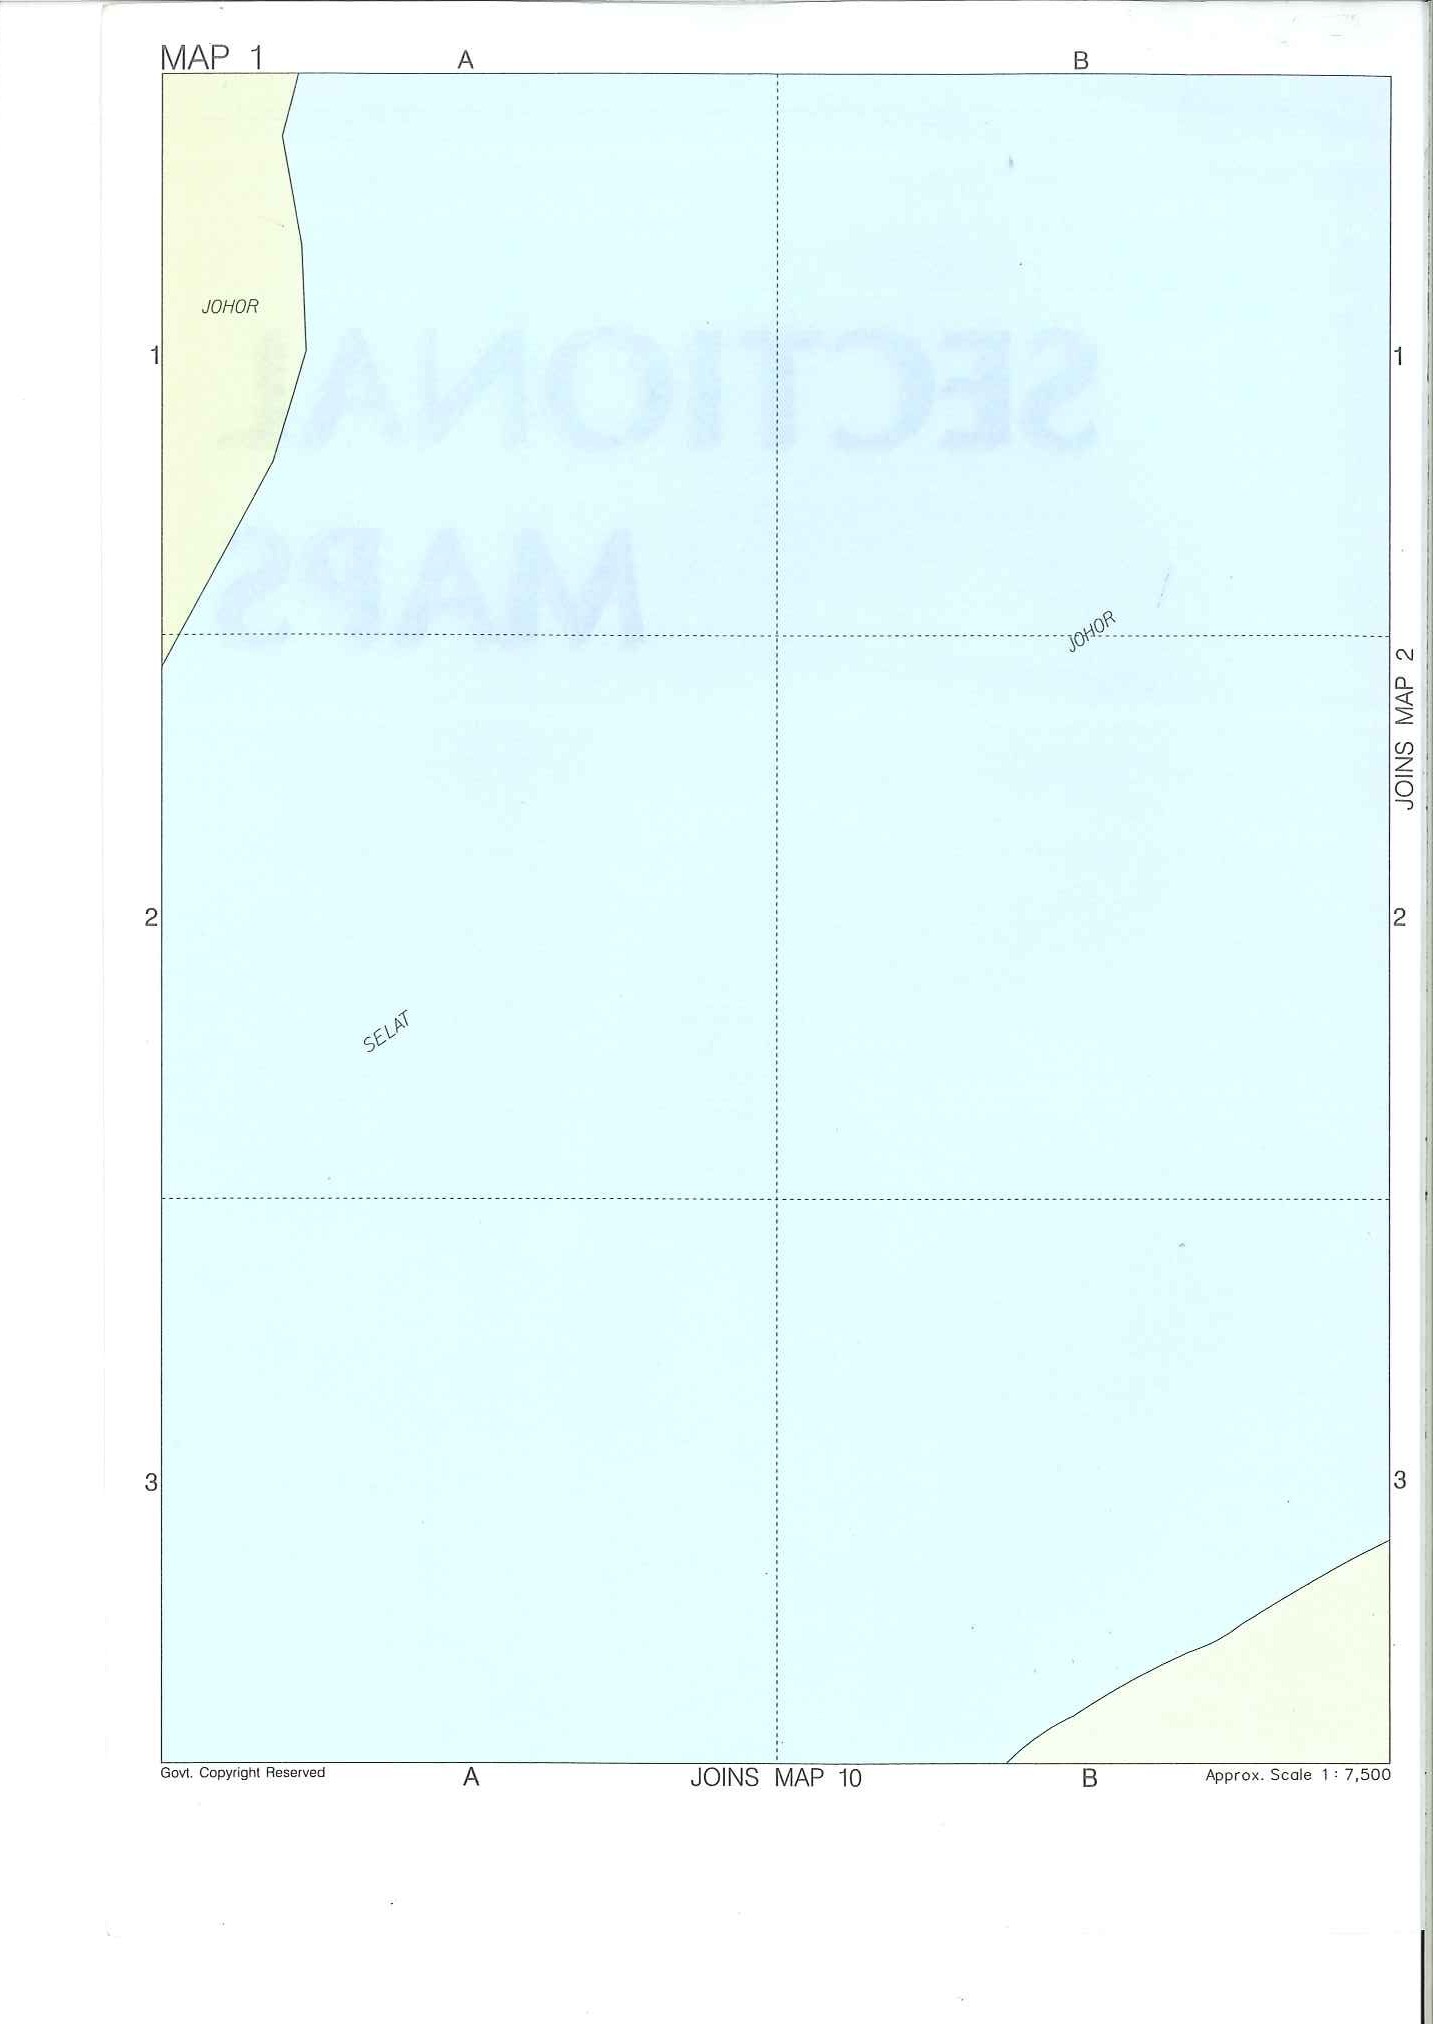 MAP 1
A
B
JOHOR
1
1
SECTIONAL
MAPS
JOHOR
JOINS MAP 2
2
2
SELAT
3
3
Govt. Copyright Reserved
A
JOINS MAP 10
B
Approx. Scale 1 : 7,500